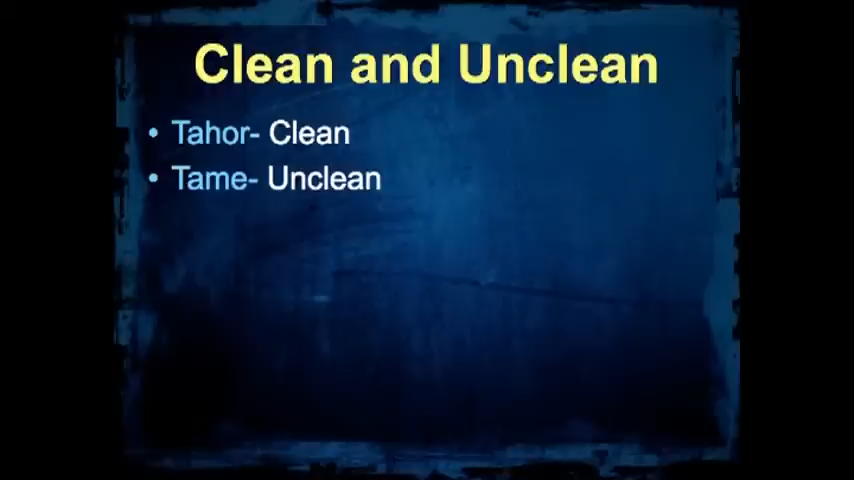 Clean and Unclean
• Tahor- Clean
• Tame- Unclean